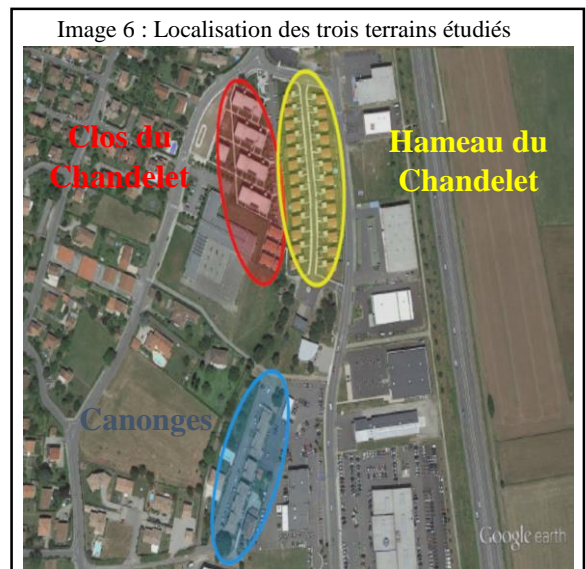 Image 6 : Localisation des trois terrains étudiés
Clos du
Chandelet
Hameau du
Chandelet
Canonges
Google earth